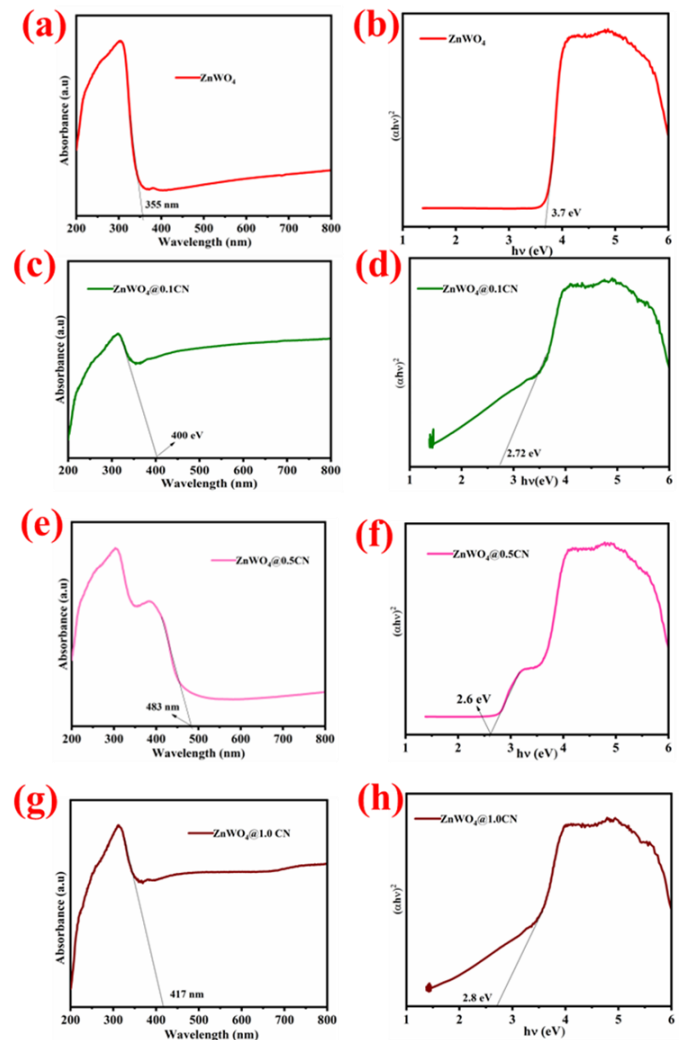 (a)
Absorbance (a.u)
ZnWO₄
355 nm
200 300 400 500 600 700 800
Wavelength (nm)
(b)
(αhν)²
ZnWO₄
3.7 eV
1 2 3 4 5 6
hν (eV)
(c)
Absorbance (a.u)
ZnWO₄@0.1CN
400 eV
200 300 400 500 600 700 800
Wavelength (nm)
(d)
(αhν)²
ZnWO₄@0.1CN
2.72 eV
1 2 3 4 5 6
hν(eV)
(e)
Absorbance (a.u)
ZnWO₄@0.5CN
483 nm
200 300 400 500 600 700 800
Wavelength (nm)
(f)
(αhν)²
ZnWO₄@0.5CN
2.6 eV
1 2 3 4 5 6
hν (eV)
(g)
Absorbance (a.u)
ZnWO₄@1.0 CN
417 nm
200 300 400 500 600 700 800
Wavelength (nm)
(h)
(αhν)²
ZnWO₄@1.0CN
2.8 eV
1 2 3 4 5 6
hν (eV)